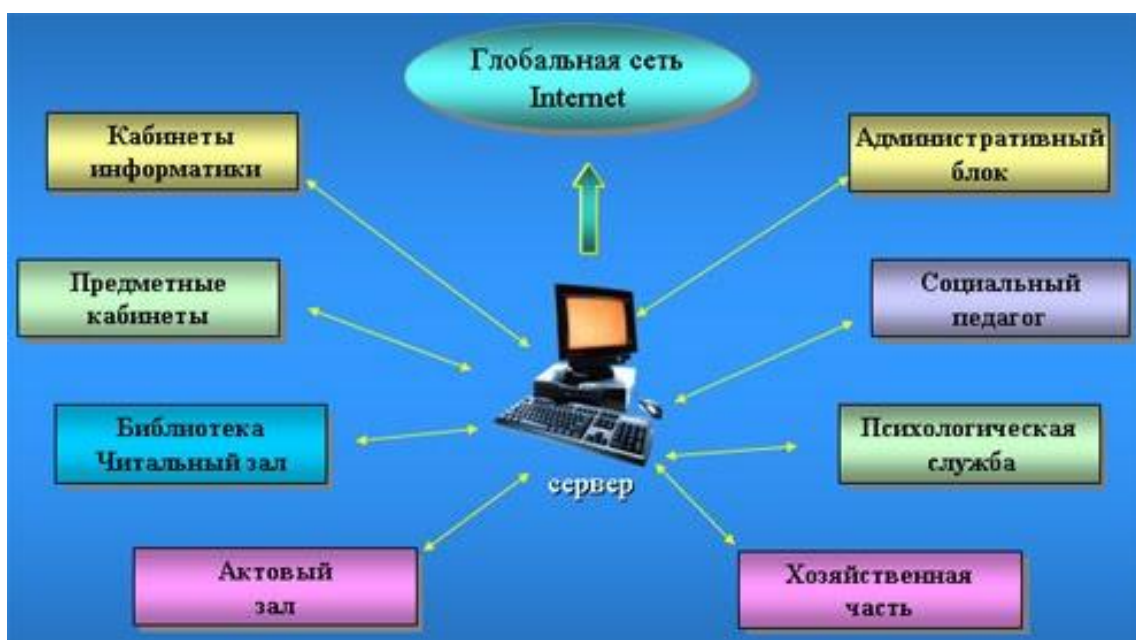 Глобальная сеть
Internet
Кабинеты
информатики
Административный
блок
Предметные
кабинеты
Социальный
педагог
Библиотека
Читальный зал
Психологическая
служба
сервер
Актовый
зал
Хозяйственная
часть